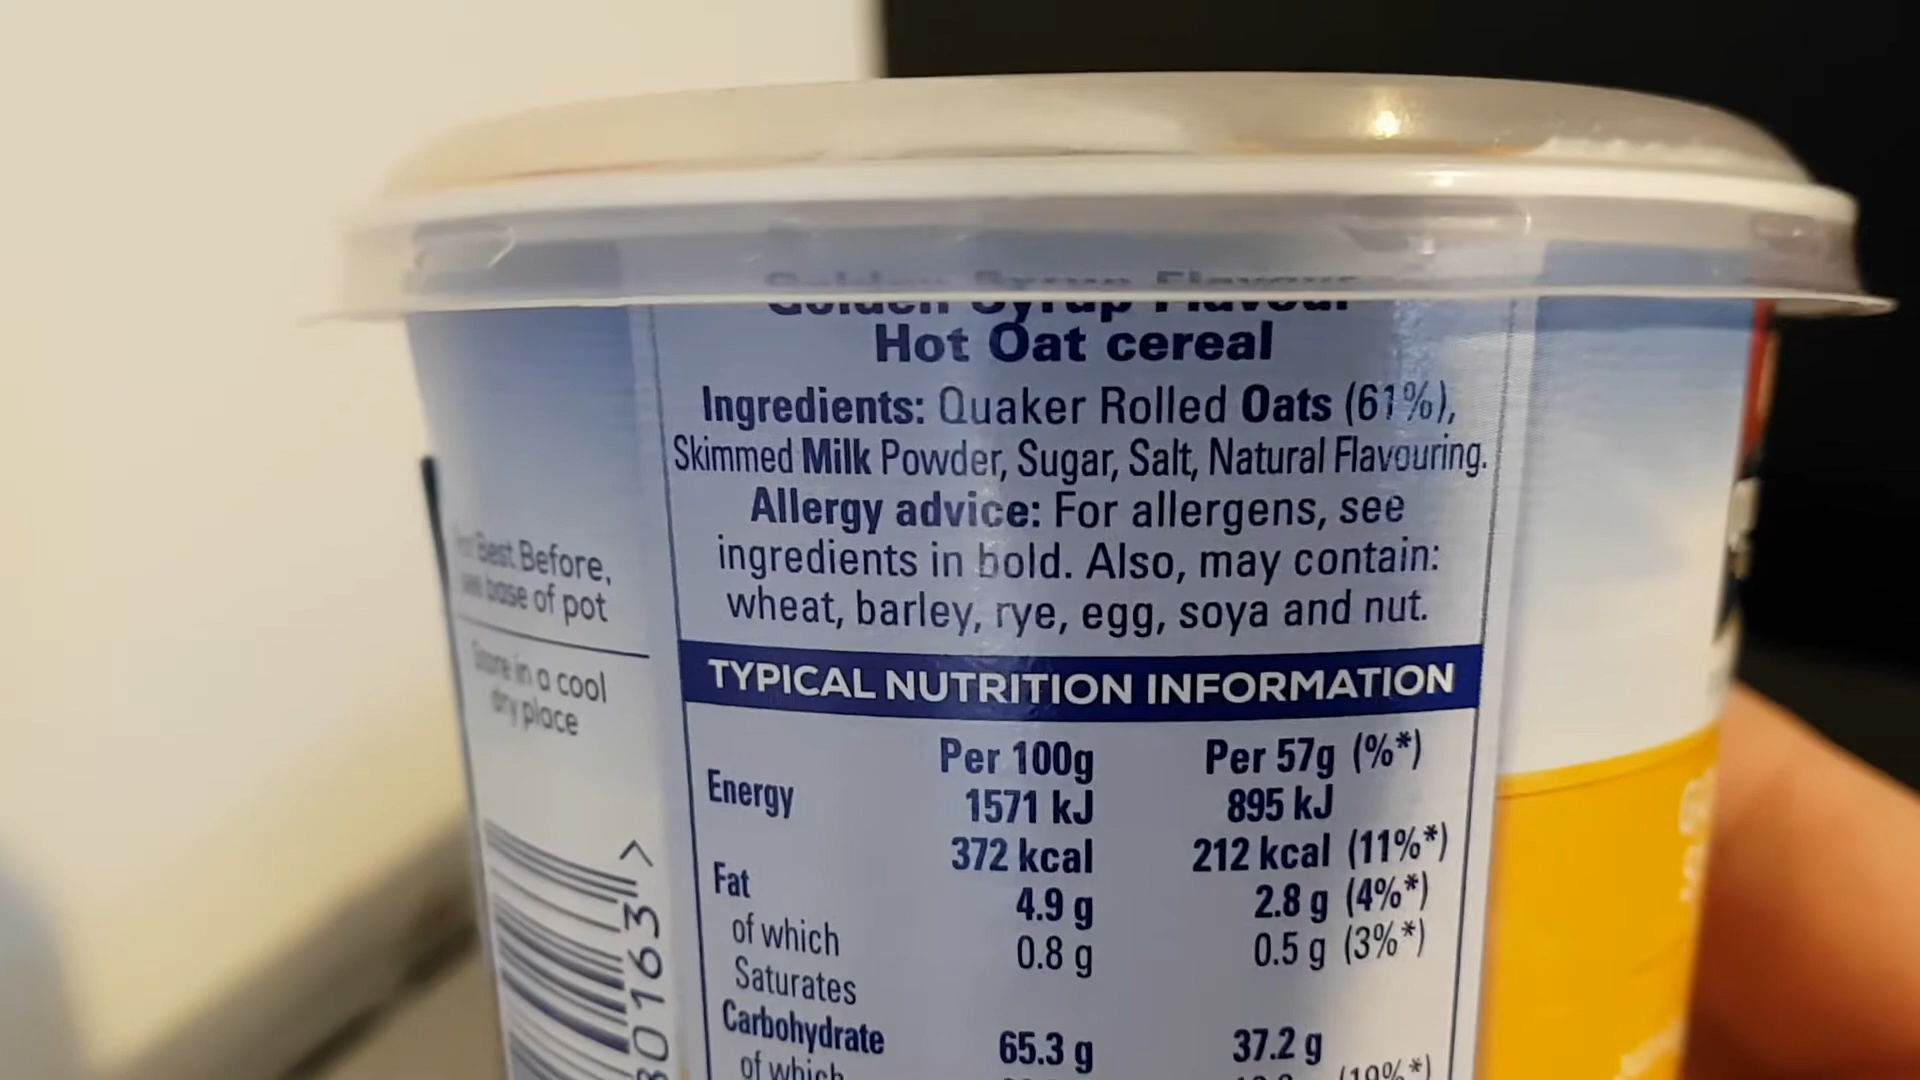 Golden Syrup Flavour
Hot Oat cereal
Ingredients: Quaker Rolled Oats (61%),
Skimmed Milk Powder, Sugar, Salt, Natural Flavouring.
Allergy advice: For allergens, see
ingredients in bold. Also, may contain:
wheat, barley, rye, egg, soya and nut.
Best Before,
base of pot
Store in a cool
dry place
TYPICAL NUTRITION INFORMATION
Per 100g Per 57g (%*)
Energy 1571 kJ 895 kJ
372 kcal 212 kcal (11%*)
Fat 4.9 g 2.8 g (4%*)
of which 0.8 g 0.5 g (3%*)
Saturates
Carbohydrate 65.3 g 37.2 g
of which
30163>